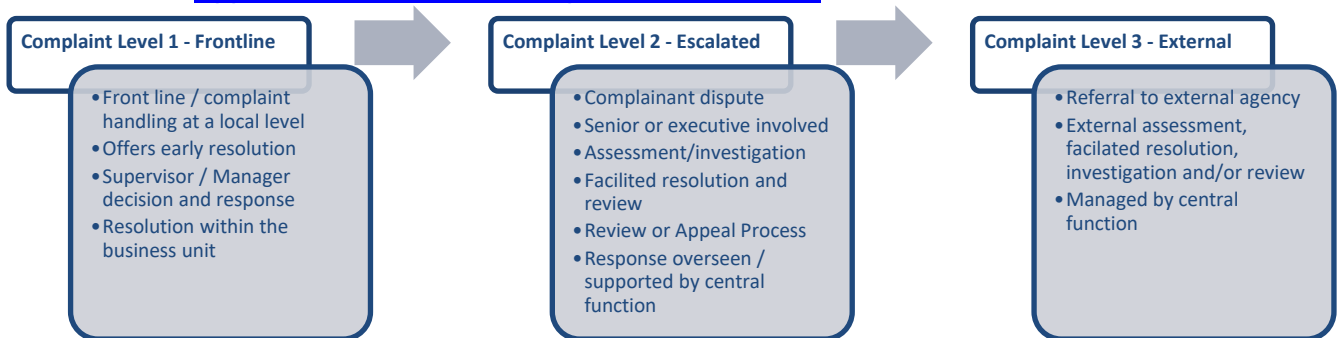 Complaint Level 1 - Frontline
•Front line / complaint
handling at a local level
•Offers early resolution
•Supervisor / Manager
decision and response
•Resolution within the
business unit
Complaint Level 2 - Escalated
•Complainant dispute
•Senior or executive involved
•Assessment/investigation
•Facilited resolution and
review
•Review or Appeal Process
•Response overseen /
supported by central
function
Complaint Level 3 - External
•Referral to external agency
•External assessment,
facilated resolution,
investigation and/or review
•Managed by central
function